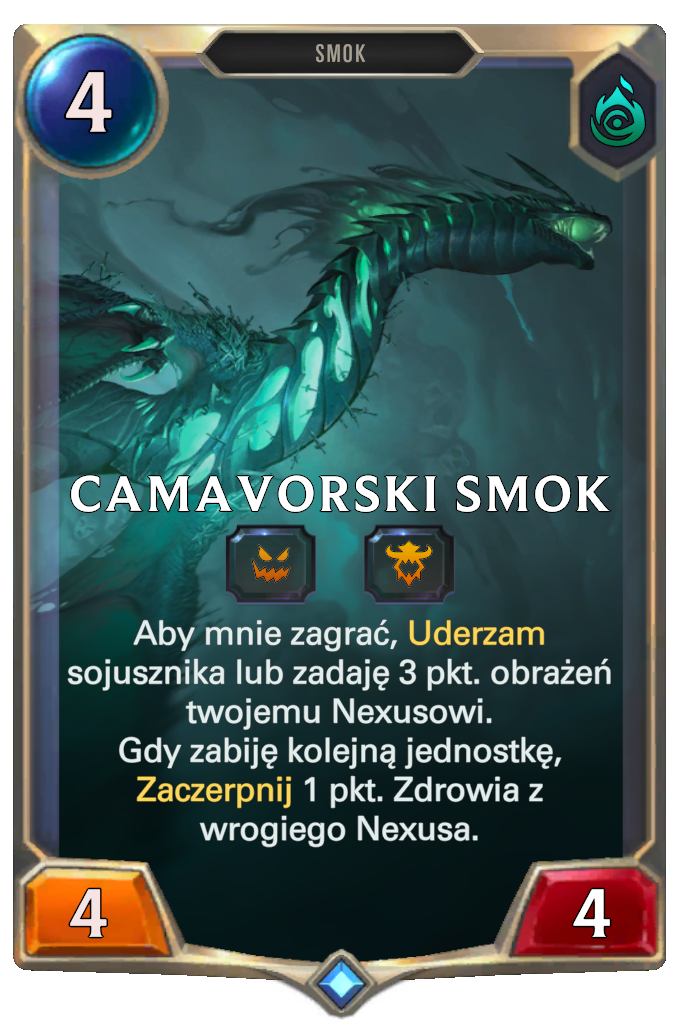 4
SMOK
CAMAVORSKI SMOK
Aby mnie zagrać, Uderzam
sojusznika lub zadaję 3 pkt. obrażeń
twojemu Nexusowi.
Gdy zabiję kolejną jednostkę,
Zaczerpnij 1 pkt. Zdrowia z
wrogiego Nexusa.
4
4